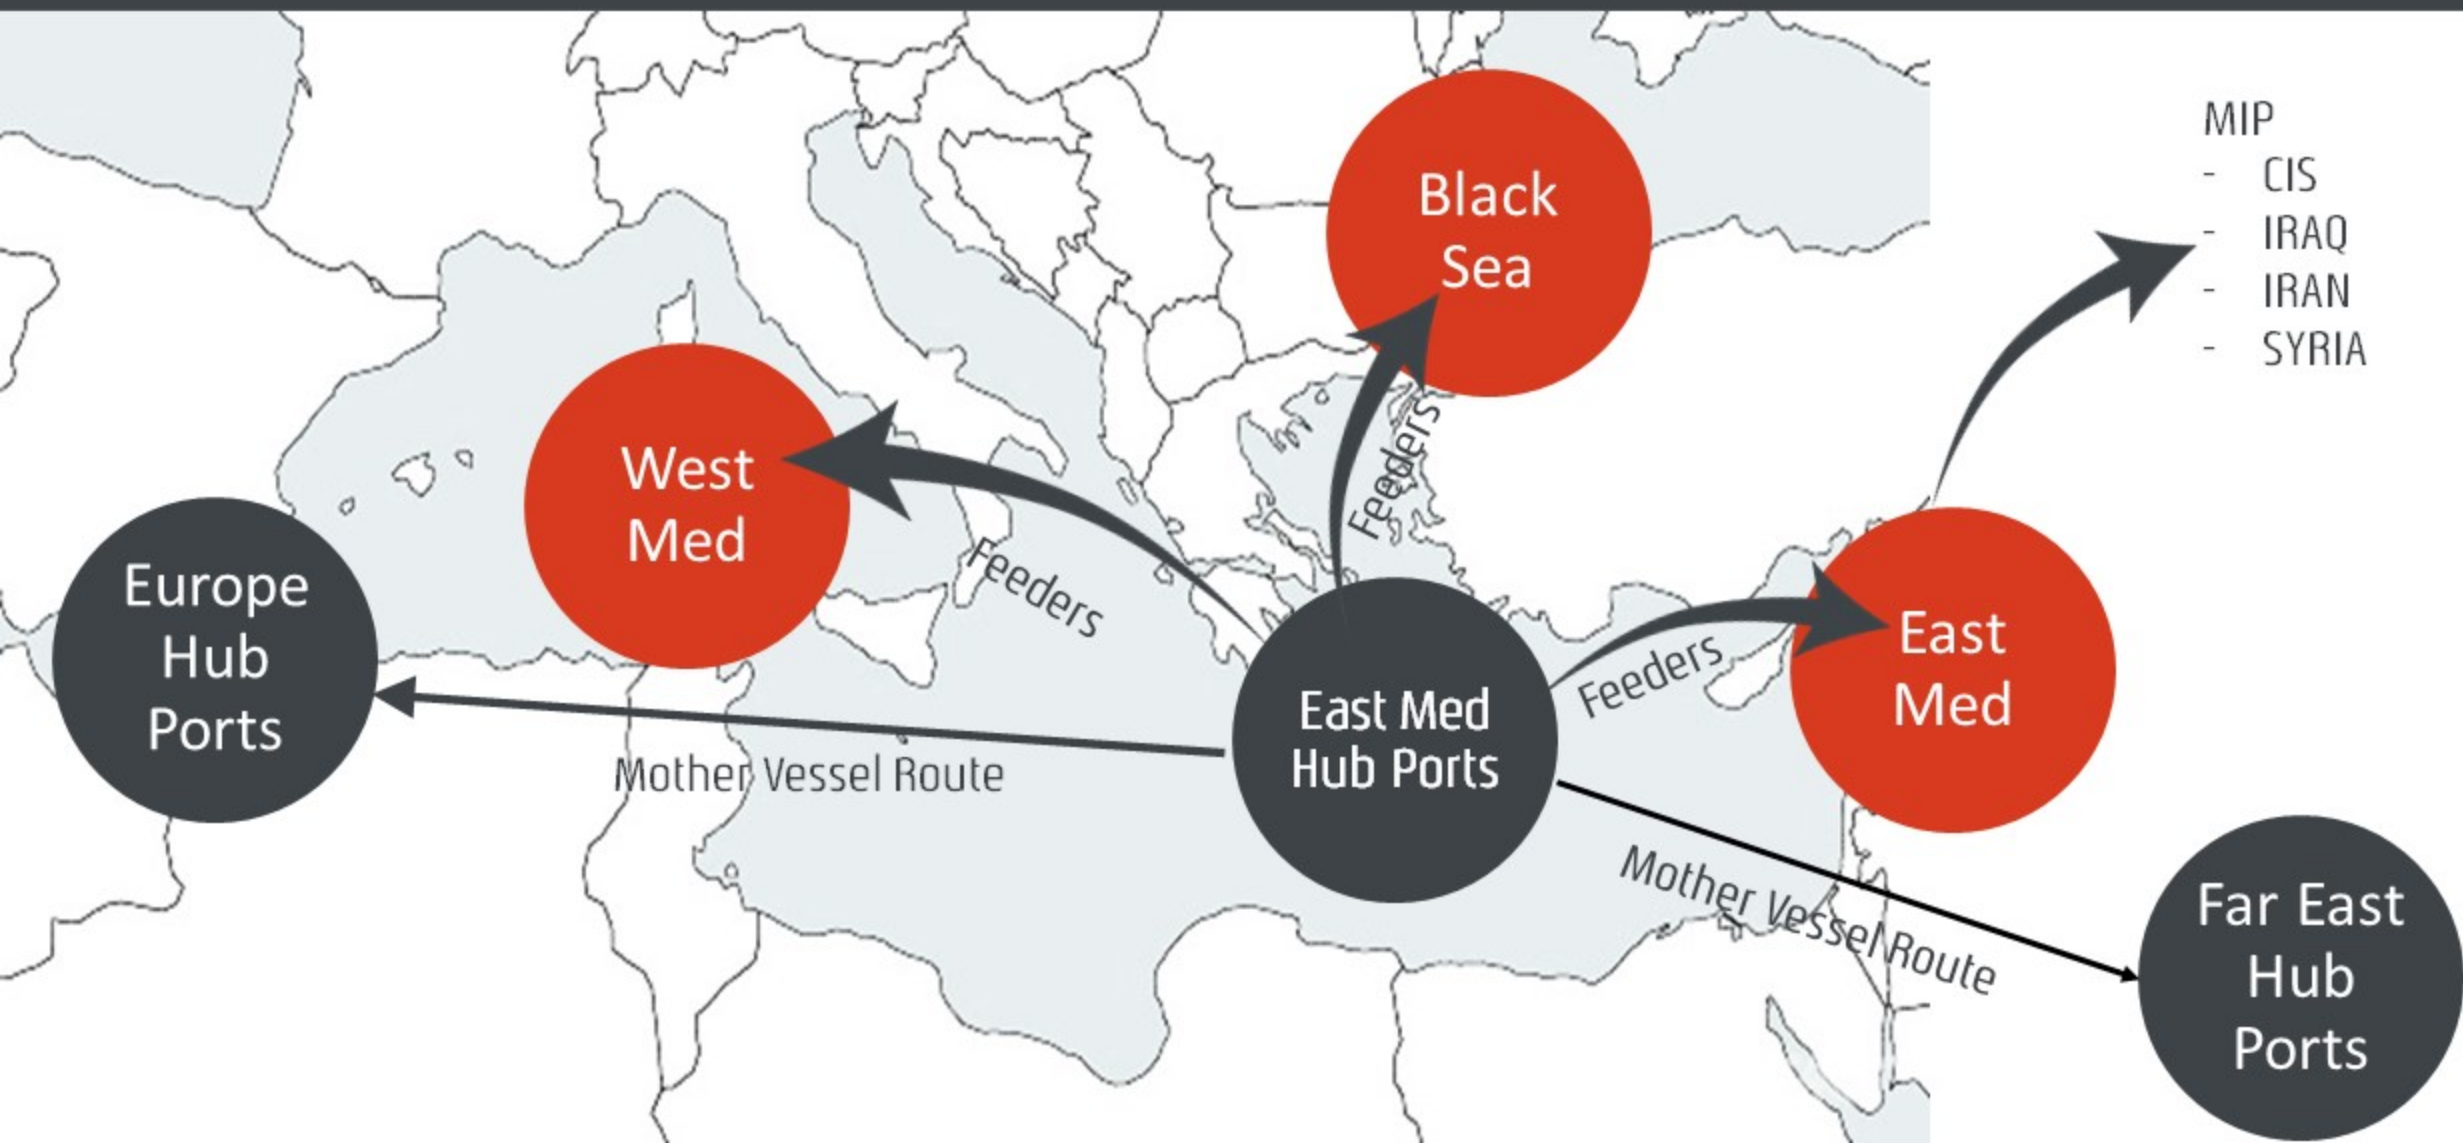 MIP
- CIS
- IRAQ
- IRAN
- SYRIA
Black
Sea
West
Med
Europe
Hub
Ports
East Med
Hub Ports
East
Med
Far East
Hub
Ports
Feeders
Feeders
Feeders
Mother Vessel Route
Mother Vessel Route